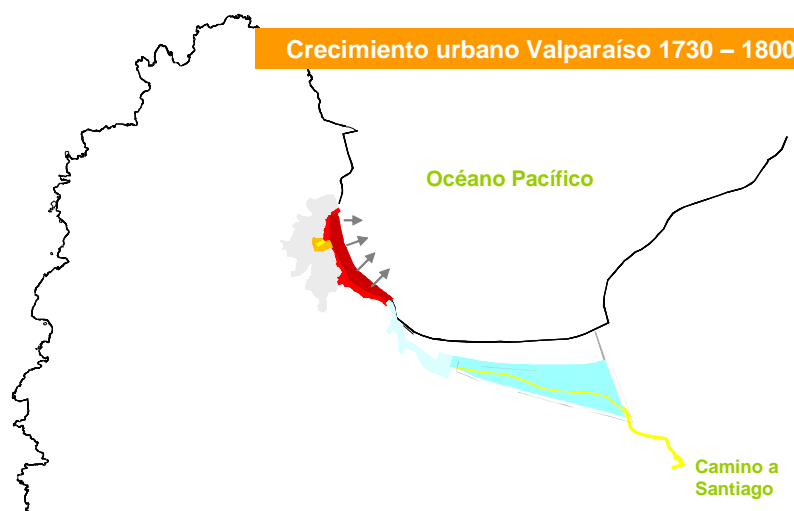 Crecimiento urbano Valparaíso 1730 – 1800
Océano Pacífico
Camino a
Santiago